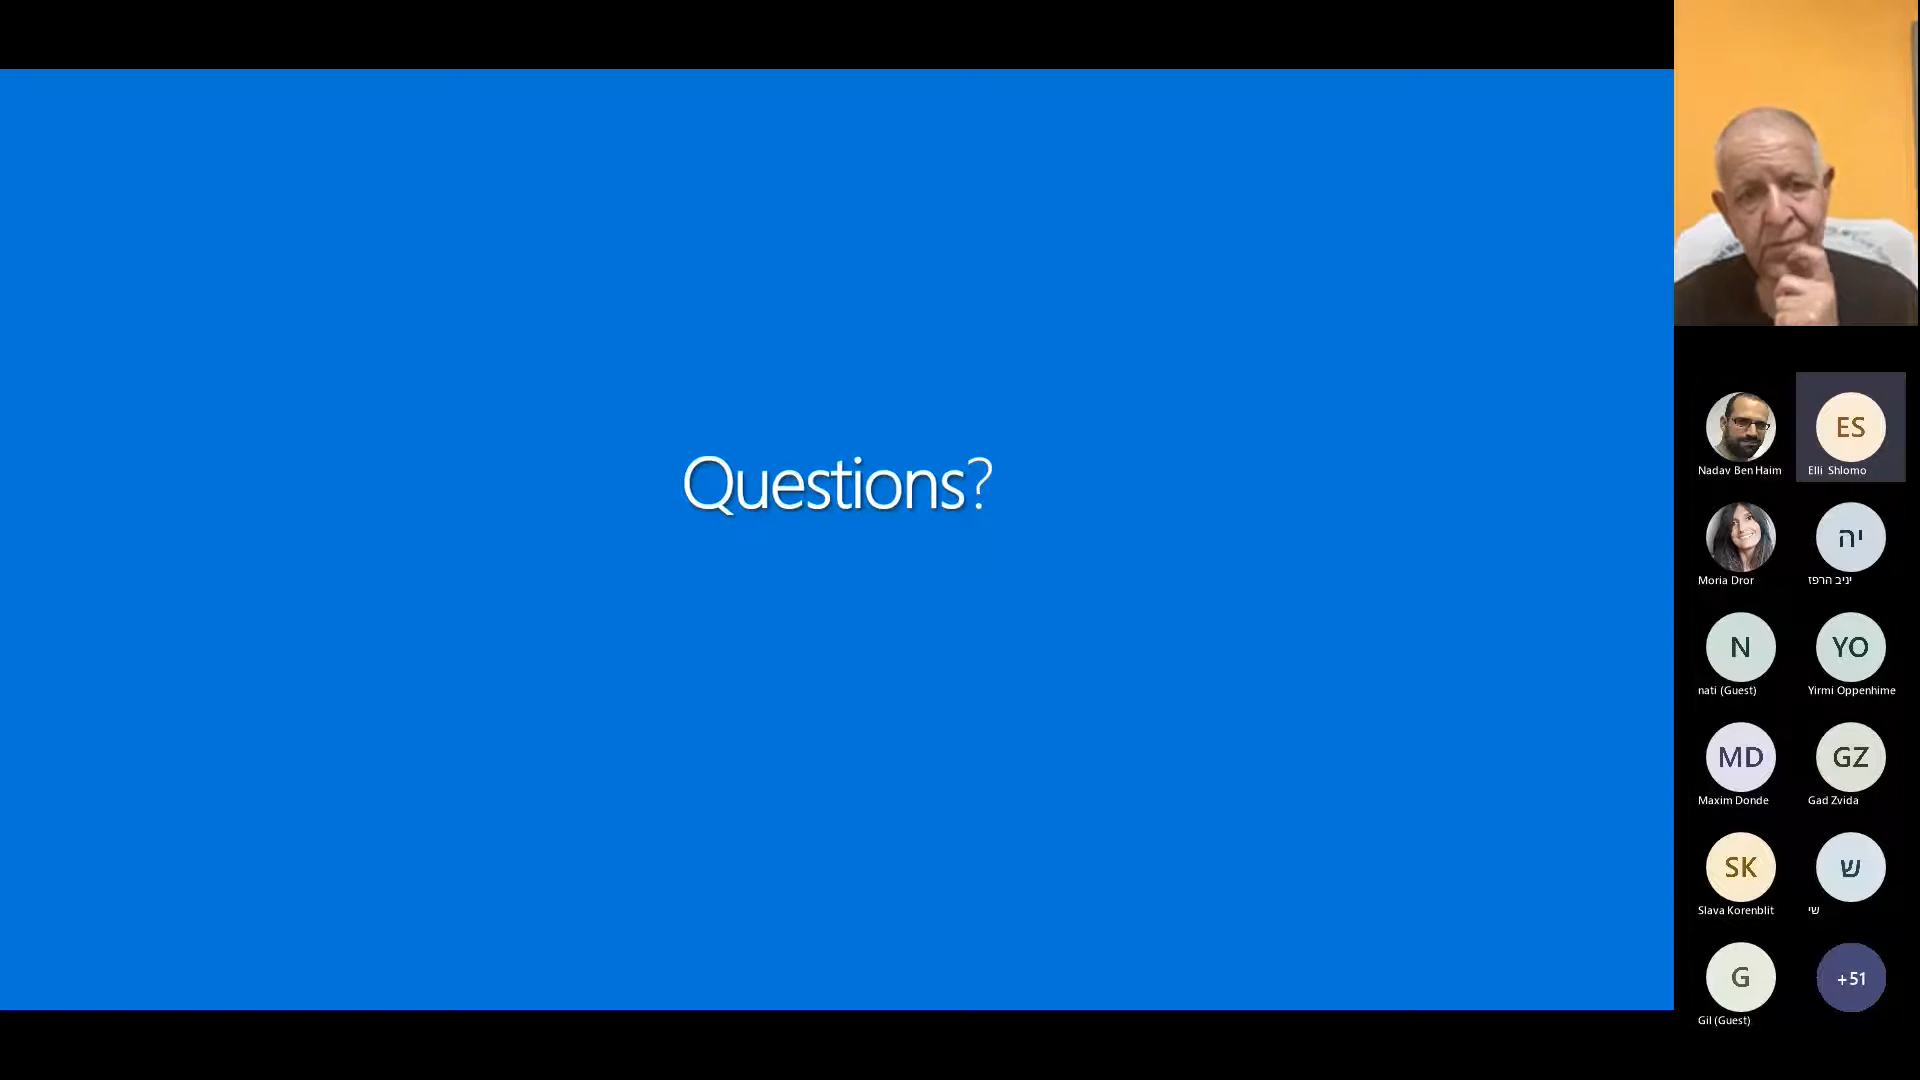 Questions?
Nadav Ben Haim
ES
Elli Shlomo
Moria Dror
יה
יניב הרפז
N
nati (Guest)
YO
Yirmi Oppenhime
MD
Maxim Donde
GZ
Gad Zvida
SK
Slava Korenblit
ש
שי
G
Gil (Guest)
+51